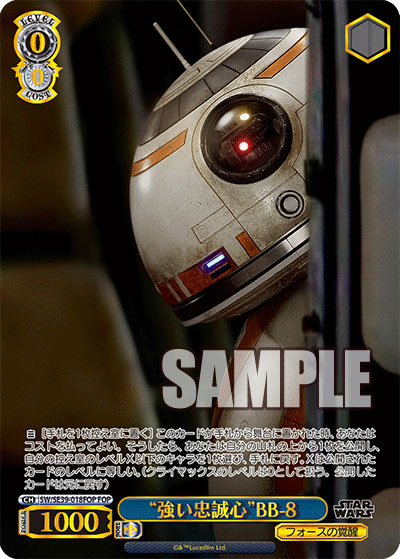 LEVEL
0
0
COST
SAMPLE
自 [手札を1枚控え室に置く] このカードが手札から舞台に置かれた時、あなたは
コストを払ってよい。そうしたら、あなたは自分の山札の上から1枚を公開し、
自分の控え室のレベルX以下のキャラを1枚選び、手札に戻す。Xは公開された
カードのレベルに等しい。(クライマックスのレベルは0として扱う。公開した
カードは元に戻す)
CH SW/SE39-018FOP FOP
POWER
1000
“強い忠誠心”BB-8
STAR WARS
フォースの覚醒
©&™Lucasfilm Ltd.